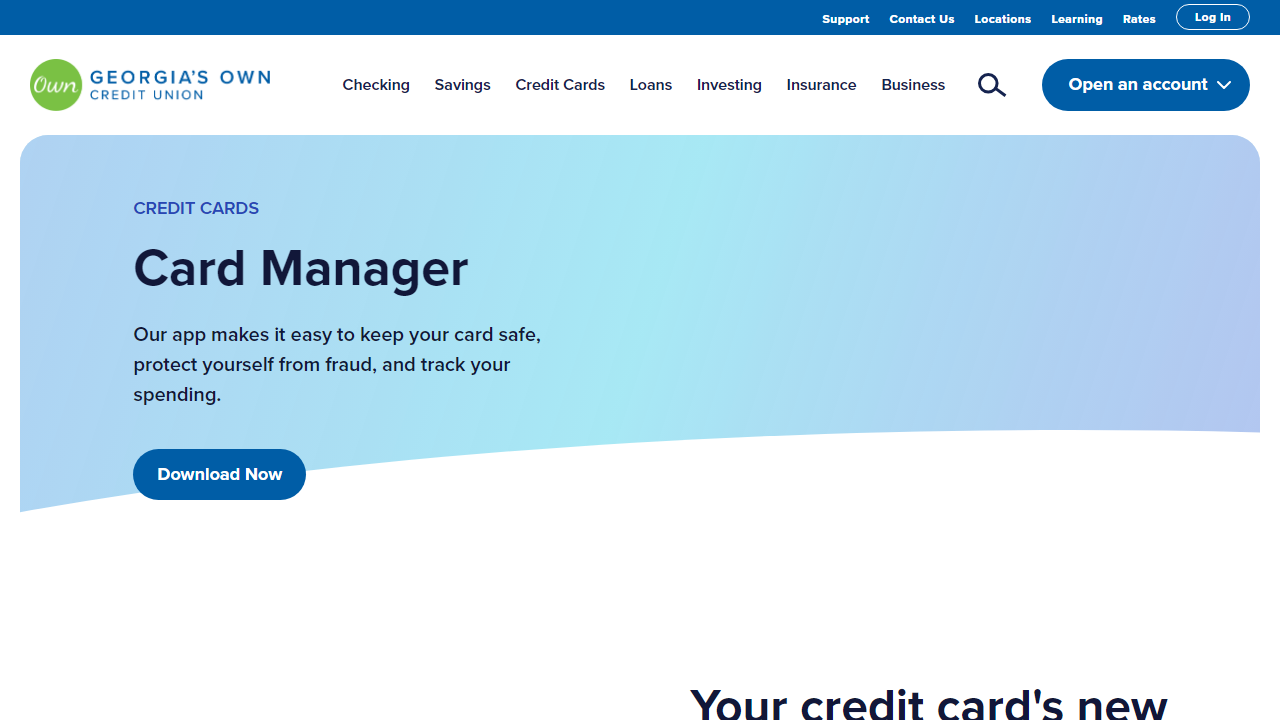 Support Contact Us Locations Learning Rates Log In
Own GEORGIA'S OWN
CREDIT UNION
Checking Savings Credit Cards Loans Investing Insurance Business Open an account
CREDIT CARDS
Card Manager
Our app makes it easy to keep your card safe,
protect yourself from fraud, and track your
spending.
Download Now
Your credit card's new